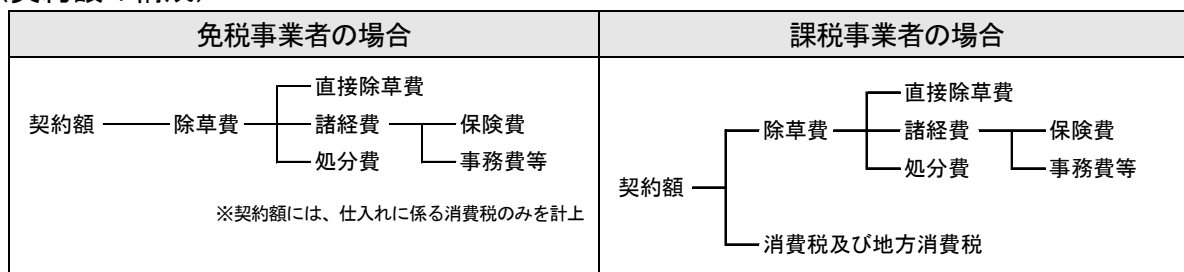 免税事業者の場合
課税事業者の場合
直接除草費
契約額 除草費 諸経費 保険費
処分費 事務費等
※契約額には、仕入れに係る消費税のみを計上
直接除草費
除草費 諸経費 保険費
処分費 事務費等
契約額
消費税及び地方消費税